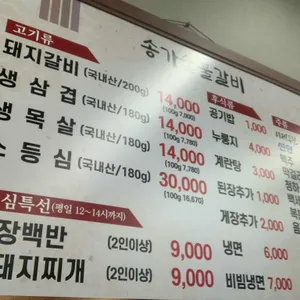 고기류
돼지갈비 (국내산/200g) 14,000
(100g 7,000)
생삼겹 (국내산/180g) 14,000
(100g 7,780)
생목살 (국내산/180g) 14,000
(100g 7,780)
등심 (국내산/180g) 30,000
(100g 16,670)
심특선 (평일 12~14시까지)
장백반 (2인이상) 9,000
돼지찌개 (2인이상) 9,000
송가 갈비
후식류
공기밥 1,000
누룽지 4,000
계란탕 3,000
된장추가 1,000
게장추가 2,000
냉면 6,000
비빔냉면 7,000